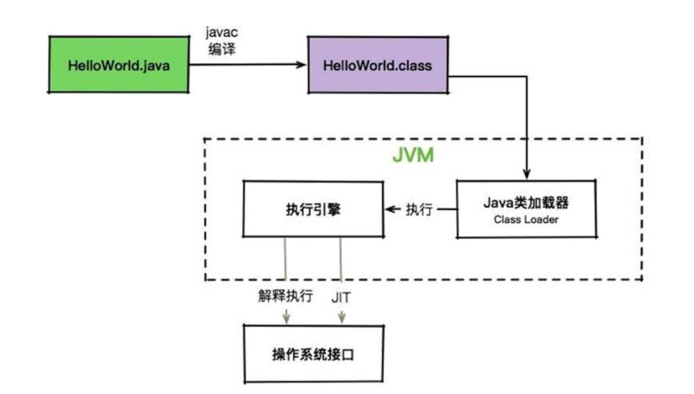 javac
编译
HelloWorld.java
HelloWorld.class
JVM
执行引擎
执行
Java类加载器
Class Loader
解释执行
JIT
操作系统接口